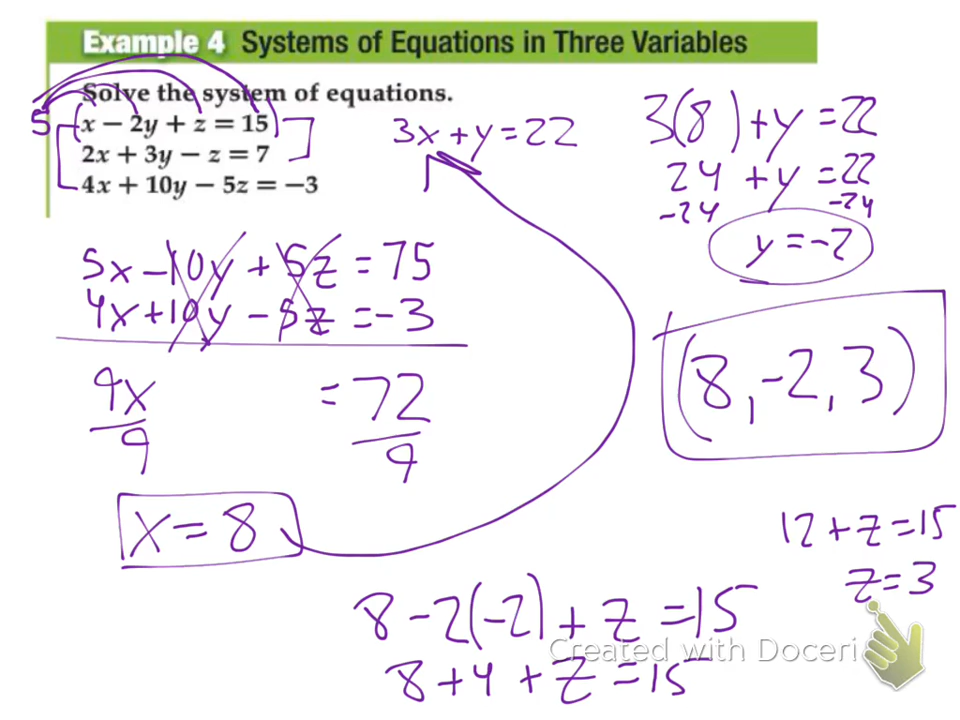 Example 4 Systems of Equations in Three Variables
Solve the system of equations.
5 (x − 2y + z = 15)
2x + 3y − z = 7
4x + 10y − 5z = −3
3x + y = 22
3(8) + y = 22
24 + y = 22
-24 -24
y = -2
5x - 10y + 5z = 75
4x + 10y - 5z = -3
9x = 72
9 9
x = 8
(8, -2, 3)
12 + z = 15
z = 3
8 - 2(-2) + z = 15
Created with Doceri
8 + 4 + z = 15